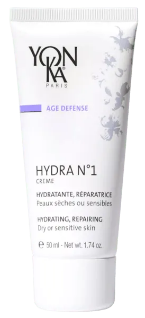 YON
KA
PARIS
AGE DEFENSE
HYDRA N°1
CREME
HYDRATANTE, RÉPARATRICE
Peaux sèches ou sensibles
HYDRATING, REPAIRING
Dry or sensitive skin
℮ 50 ml - Net wt. 1.74 oz.